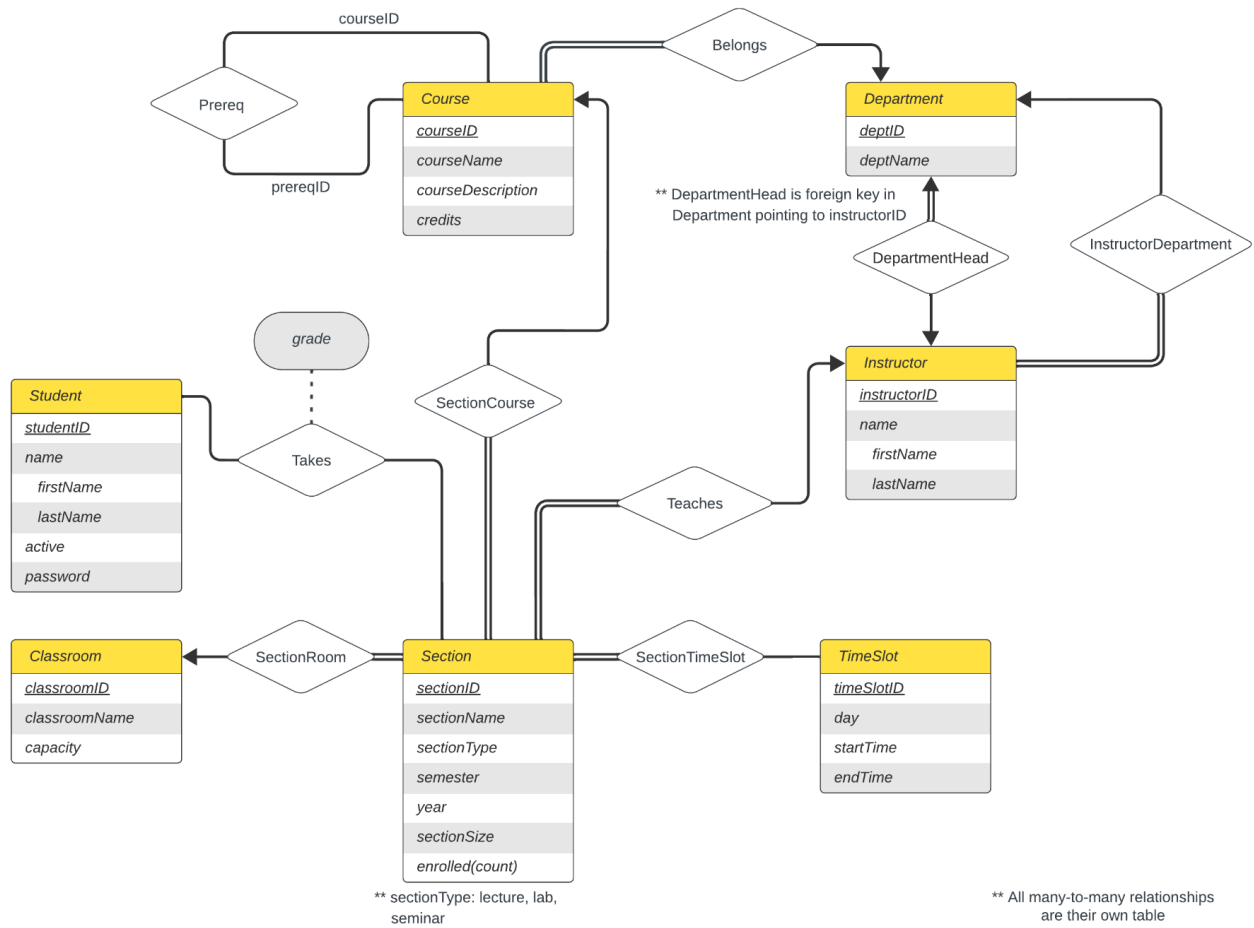 courseID
Belongs
Prereq
prereqID
Course
courseID
courseName
courseDescription
credits
Department
deptID
deptName
** DepartmentHead is foreign key in
Department pointing to instructorID
DepartmentHead
InstructorDepartment
grade
Student
studentID
name
firstName
lastName
active
password
Takes
SectionCourse
Instructor
instructorID
name
firstName
lastName
Teaches
Classroom
classroomID
classroomName
capacity
SectionRoom
Section
sectionID
sectionName
sectionType
semester
year
sectionSize
enrolled(count)
SectionTimeSlot
TimeSlot
timeSlotID
day
startTime
endTime
** sectionType: lecture, lab,
seminar
** All many-to-many relationships
are their own table